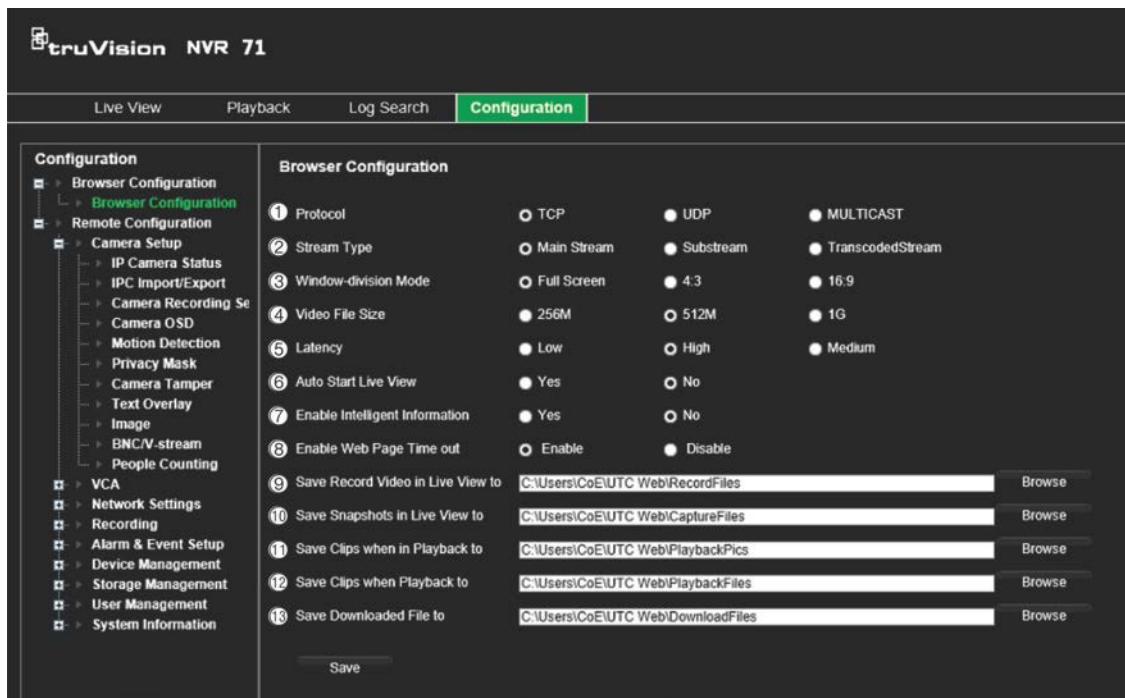 truVision NVR 71
Live View Playback Log Search Configuration
Configuration
Browser Configuration
Browser Configuration
Remote Configuration
Camera Setup
IP Camera Status
IPC Import/Export
Camera Recording Se
Camera OSD
Motion Detection
Privacy Mask
Camera Tamper
Text Overlay
Image
BNC/V-stream
People Counting
VCA
Network Settings
Recording
Alarm & Event Setup
Device Management
Storage Management
User Management
System Information
Browser Configuration
1 Protocol TCP UDP MULTICAST
2 Stream Type Main Stream Substream TranscodedStream
3 Window-division Mode Full Screen 4:3 16:9
4 Video File Size 256M 512M 1G
5 Latency Low High Medium
6 Auto Start Live View Yes No
7 Enable Intelligent Information Yes No
8 Enable Web Page Time out Enable Disable
9 Save Record Video in Live View to C:\Users\CoE\UTC Web\RecordFiles Browse
10 Save Snapshots in Live View to C:\Users\CoE\UTC Web\CaptureFiles Browse
11 Save Clips when in Playback to C:\Users\CoE\UTC Web\PlaybackPics Browse
12 Save Clips when Playback to C:\Users\CoE\UTC Web\PlaybackFiles Browse
13 Save Downloaded File to C:\Users\CoE\UTC Web\DownloadFiles Browse
Save